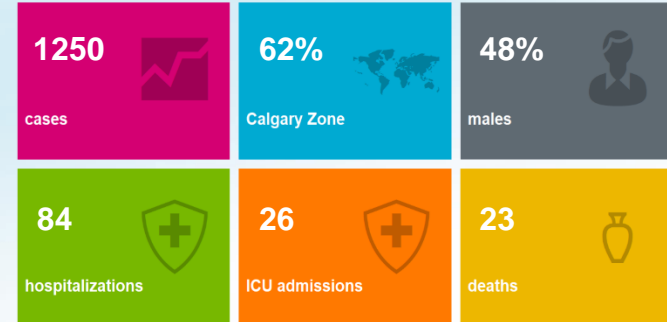 1250
cases
62%
Calgary Zone
48%
males
84
hospitalizations
26
ICU admissions
23
deaths